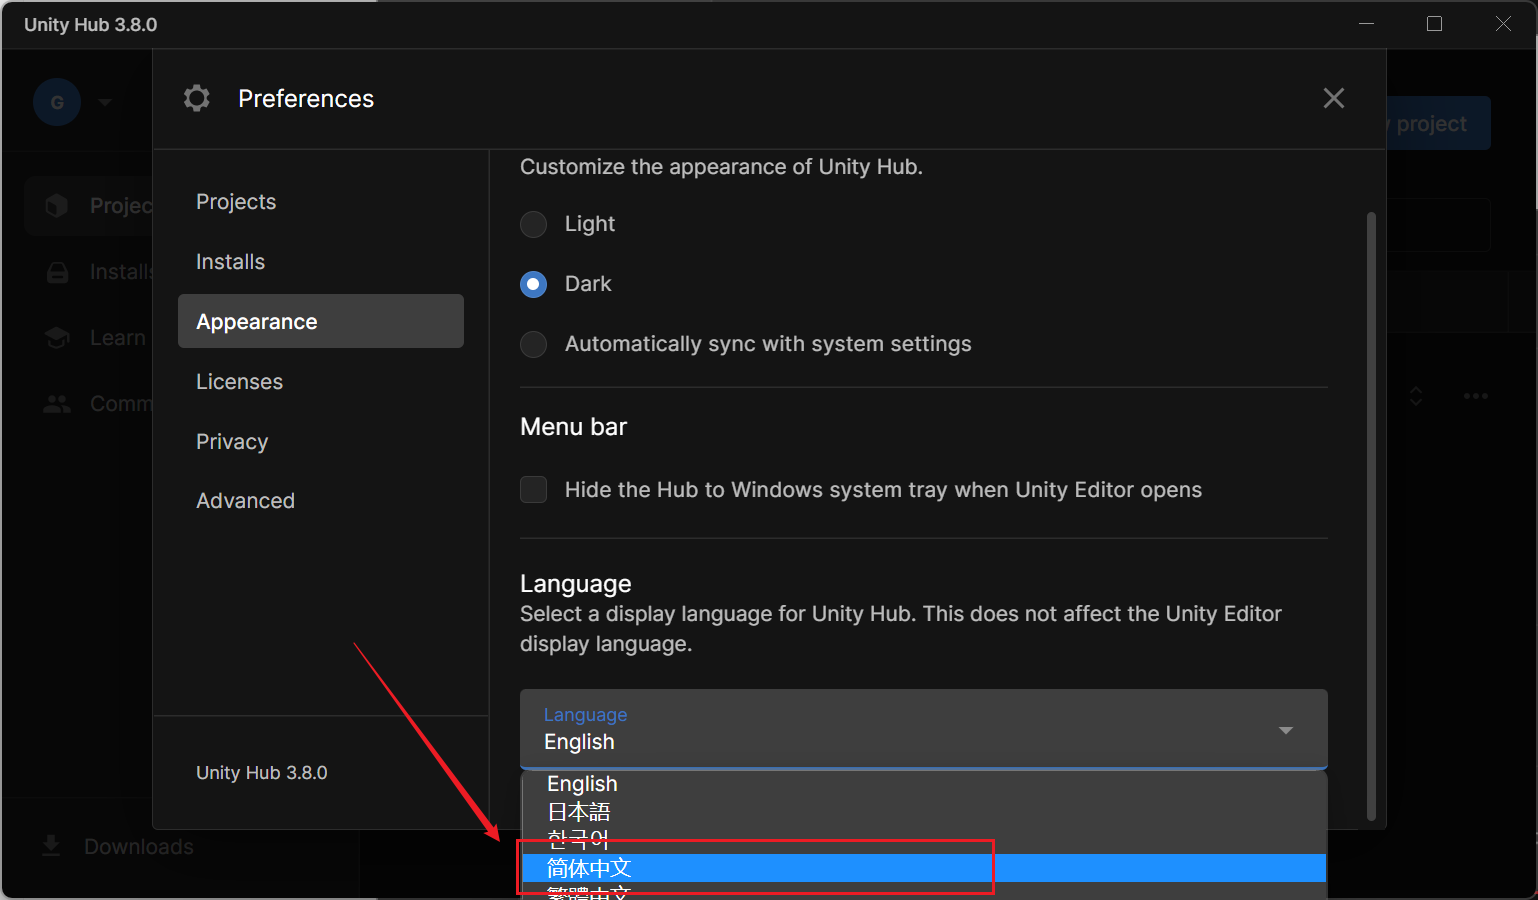 Unity Hub 3.8.0
G
Preferences
project
Customize the appearance of Unity Hub.
Projects
Light
Installs
Dark
Appearance
Automatically sync with system settings
Licenses
Menu bar
Privacy
Hide the Hub to Windows system tray when Unity Editor opens
Advanced
Language
Select a display language for Unity Hub. This does not affect the Unity Editor
display language.
Language
English
Unity Hub 3.8.0
English
日本語
한국어
简体中文
繁體中文
Projec
Installs
Learn
Comm
Downloads